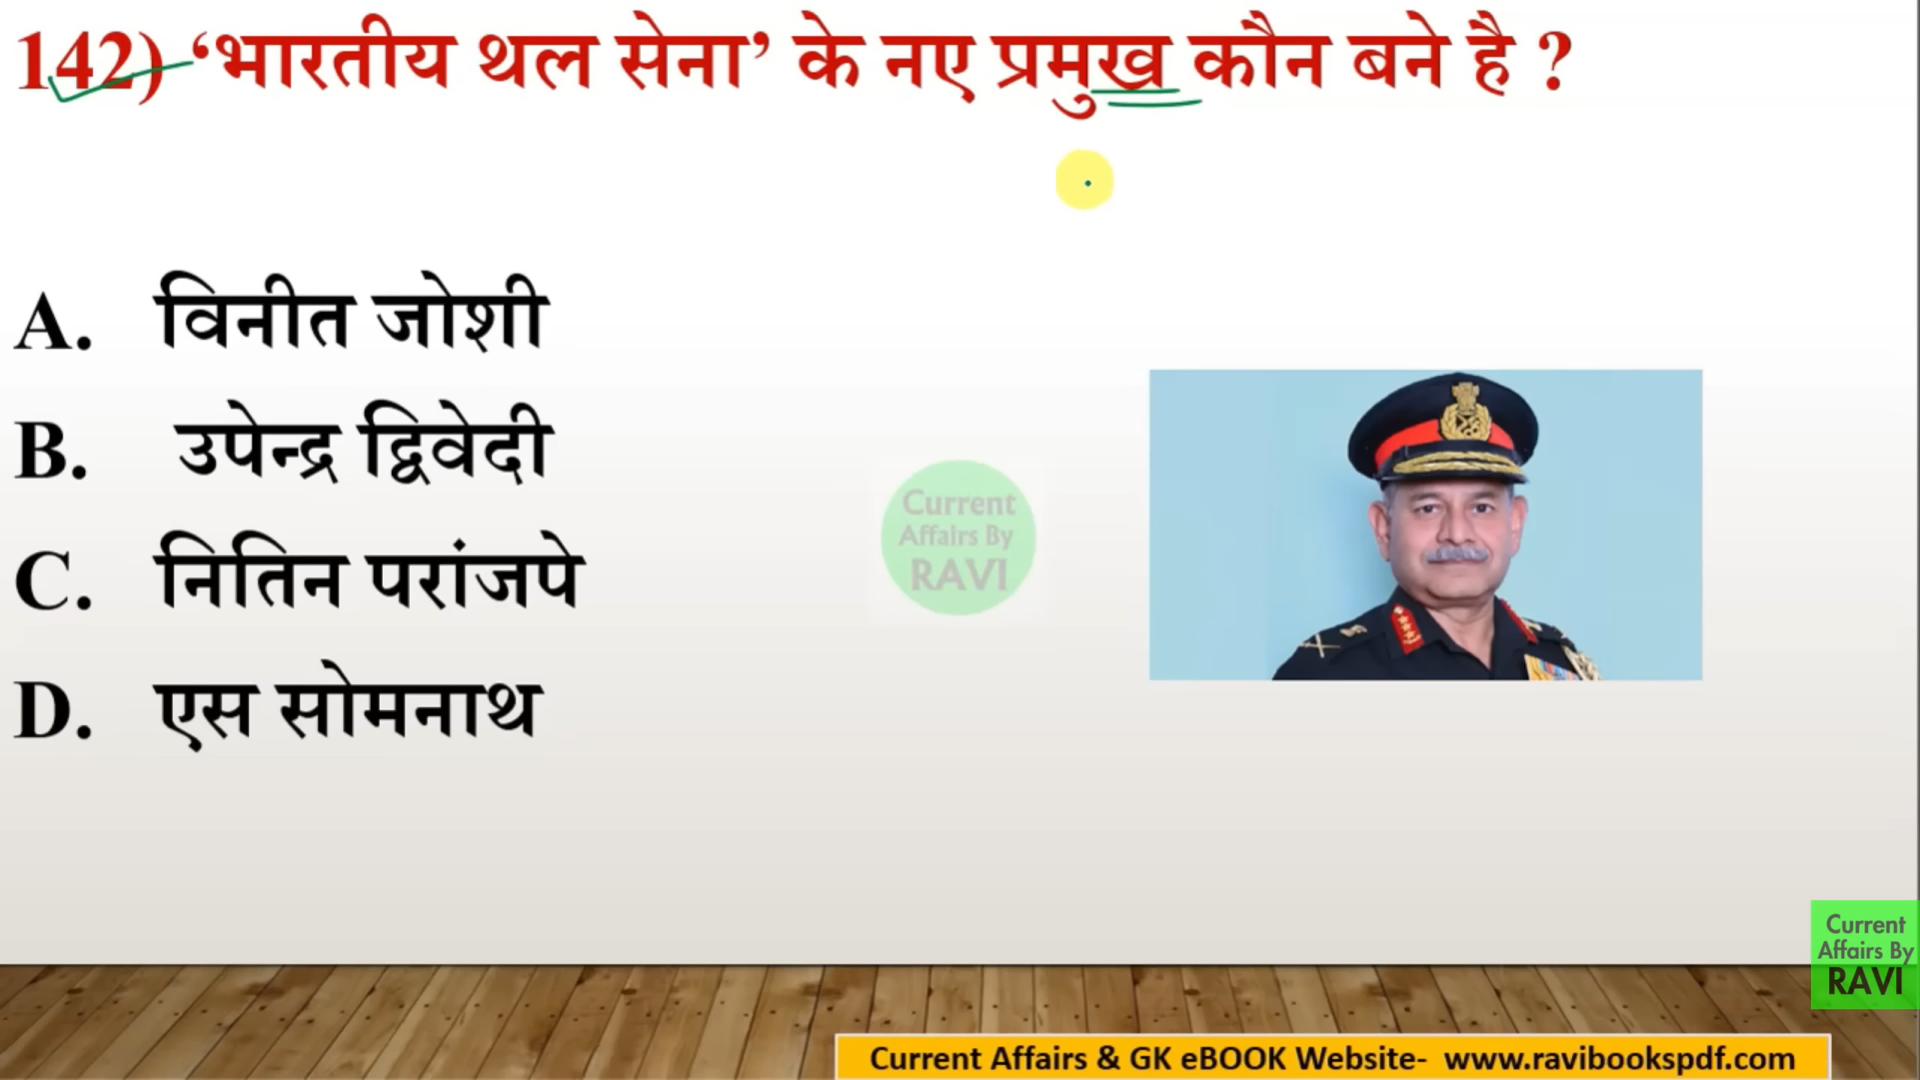 142) ‘भारतीय थल सेना’ के नए प्रमुख कौन बने है ?
A. विनीत जोशी
B. उपेन्द्र द्विवेदी
C. नितिन परांजपे
D. एस सोमनाथ
Current
Affairs By
RAVI
Current
Affairs By
RAVI
Current Affairs & GK eBOOK Website- www.ravibookspdf.com